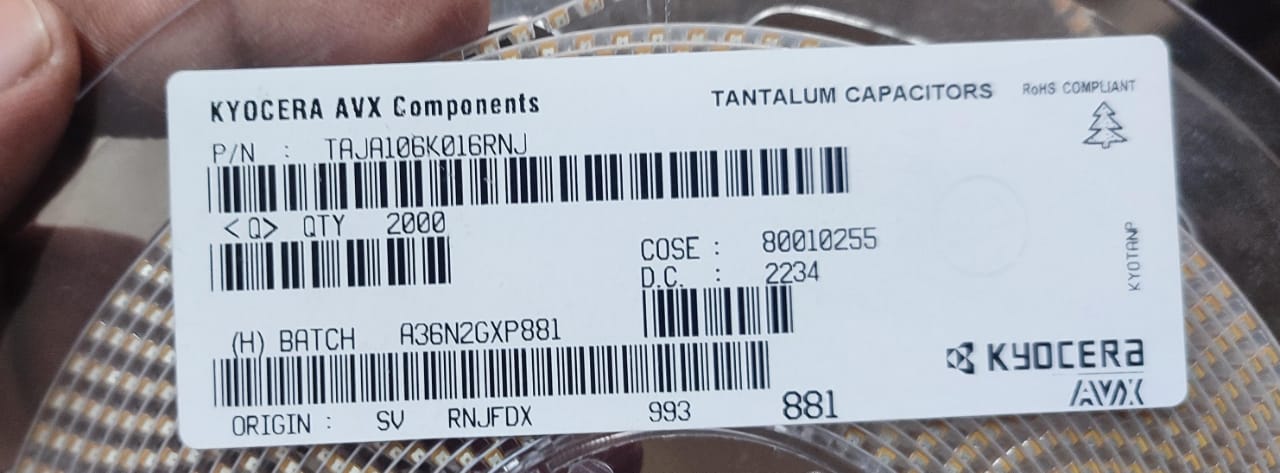 KYOCERA AVX Components
TANTALUM CAPACITORS
RoHS COMPLIANT
P/N : TAJA106K016RNJ
<Q> QTY 2000
COSE : 80010255
D.C. : 2234
KYOTANP
(H) BATCH A36N2GXP881
KYOCERA
AVX
ORIGIN : SV RNJFDX 993 881